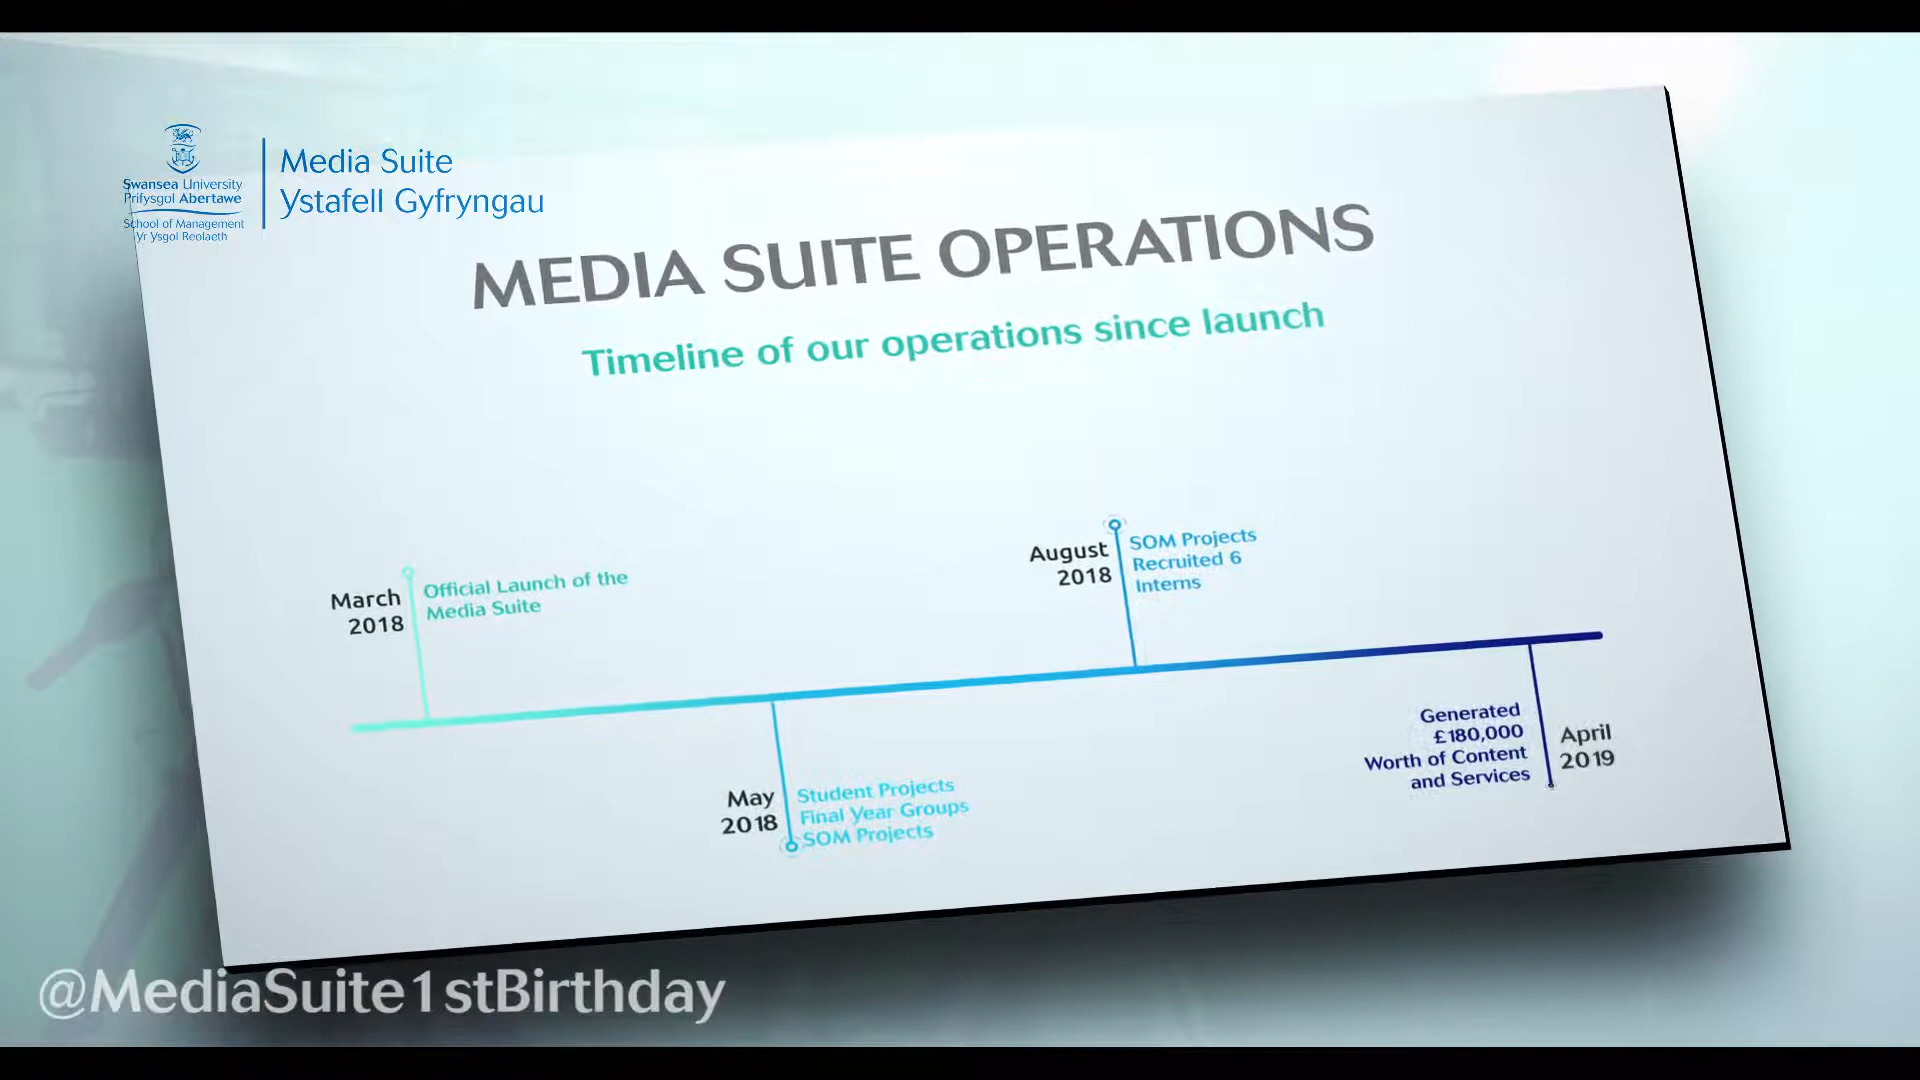 Swansea University
Prifysgol Abertawe
School of Management
Yr Ysgol Reolaeth
Media Suite
Ystafell Gyfryngau
MEDIA SUITE OPERATIONS
Timeline of our operations since launch
March
2018
Official Launch of the
Media Suite
May
2018
Student Projects
Final Year Groups
SOM Projects
August
2018
SOM Projects
Recruited 6
Interns
Generated
£180,000
Worth of Content
and Services
April
2019
@MediaSuite1stBirthday